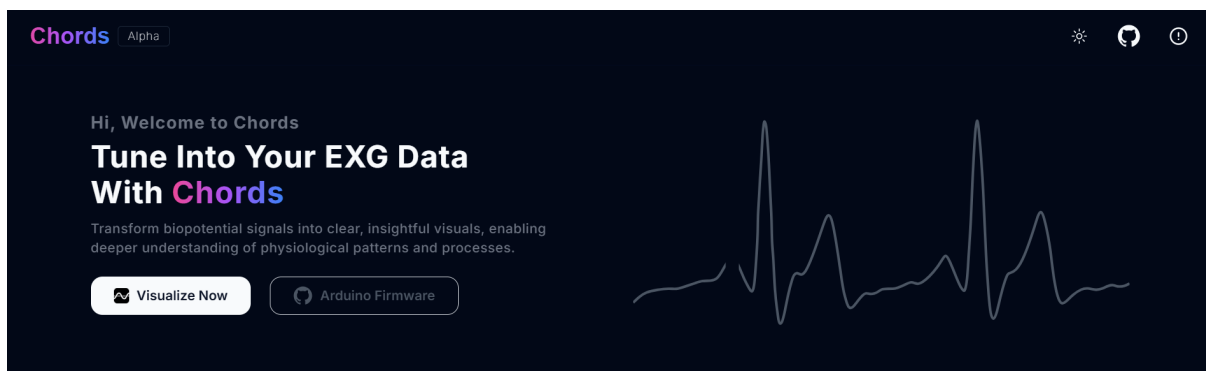 Chords Alpha
Hi, Welcome to Chords
Tune Into Your EXG Data
With Chords
Transform biopotential signals into clear, insightful visuals, enabling
deeper understanding of physiological patterns and processes.
Visualize Now Arduino Firmware